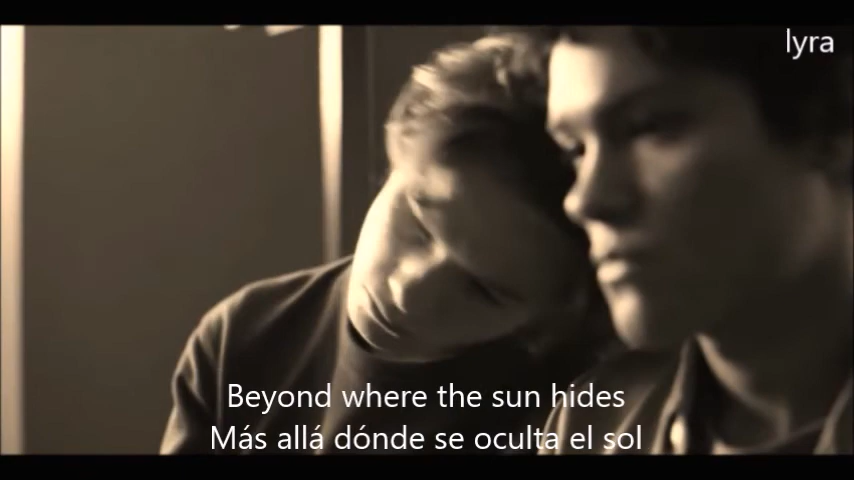 lyra
Beyond where the sun hides
Más allá dónde se oculta el sol